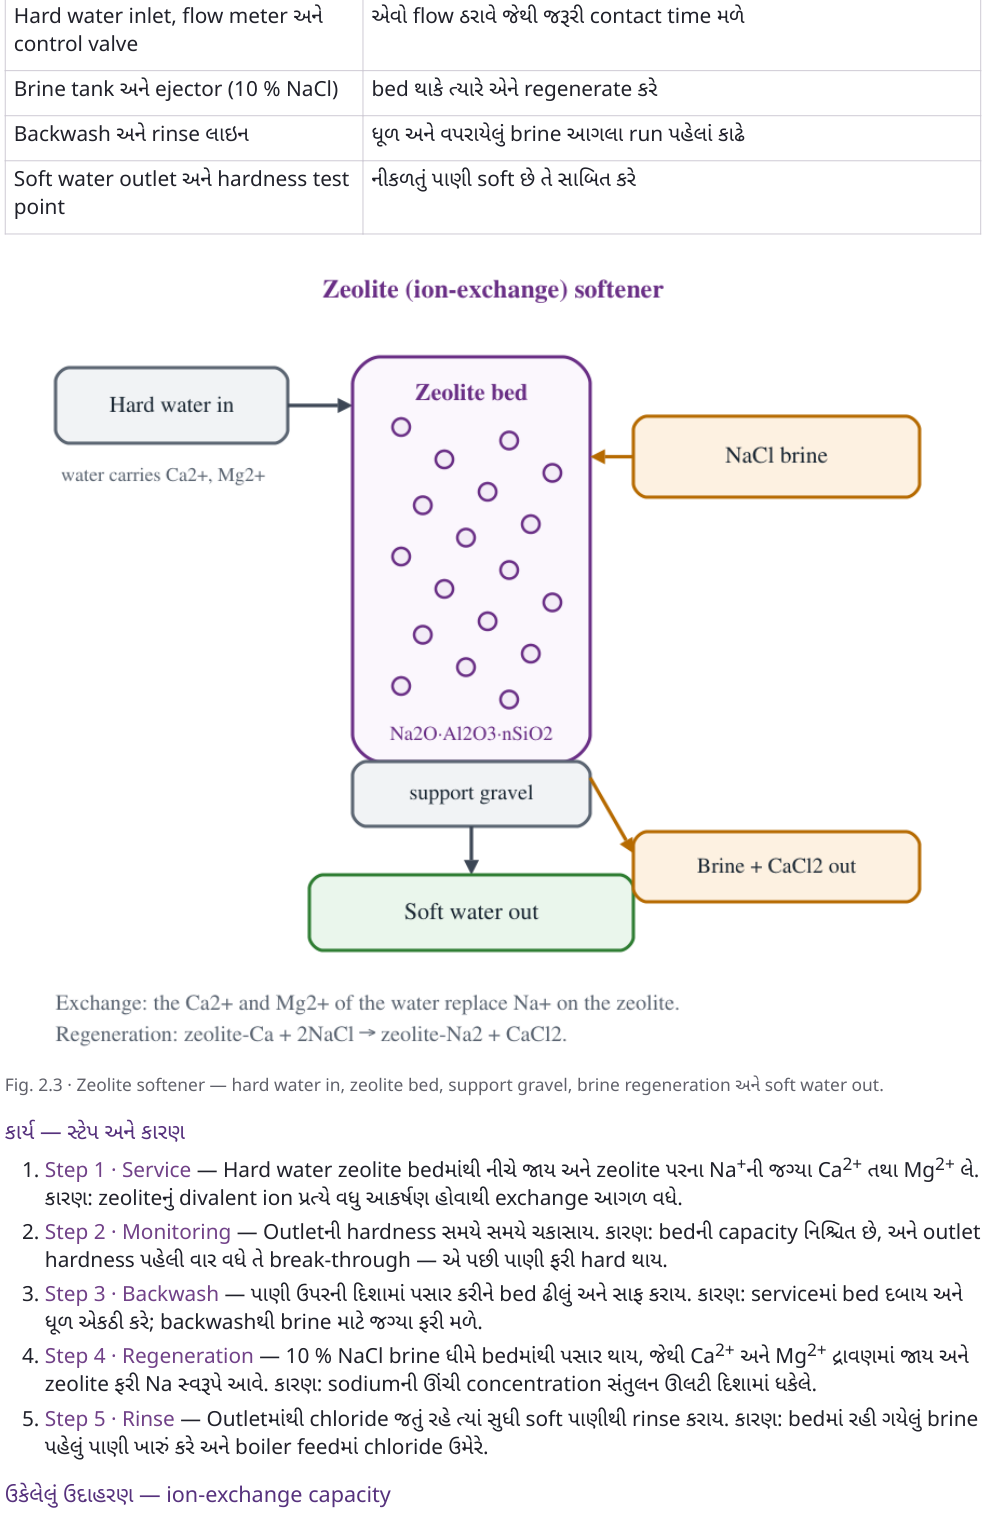 Hard water inlet, flow meter અને
control valve
એવો flow ઠરાવે જેથી જરૂરી contact time મળે
Brine tank અને ejector (10 % NaCl)
bed થાકે ત્યારે એને regenerate કરે
Backwash અને rinse લાઇન
ધૂળ અને વપરાયેલું brine આગલા run પહેલાં કાઢે
Soft water outlet અને hardness test
point
નીકળતું પાણી soft છે તે સાબિત કરે
Zeolite (ion-exchange) softener
Hard water in
water carries Ca2+, Mg2+
Zeolite bed
NaCl brine
Na2O·Al2O3·nSiO2
support gravel
Brine + CaCl2 out
Soft water out
Exchange: the Ca2+ and Mg2+ of the water replace Na+ on the zeolite.
Regeneration: zeolite-Ca + 2NaCl → zeolite-Na2 + CaCl2.
Fig. 2.3 · Zeolite softener — hard water in, zeolite bed, support gravel, brine regeneration અને soft water out.
કાર્ય — સ્ટેપ અને કારણ
1. Step 1 · Service — Hard water zeolite bedમાંથી નીચે જાય અને zeolite પરના Na⁺ની જગ્યા Ca²⁺ તથા Mg²⁺ લે.
કારણ: zeoliteનું divalent ion પ્રત્યે વધુ આકર્ષણ હોવાથી exchange આગળ વધે.
2. Step 2 · Monitoring — Outletની hardness સમયે સમયે ચકાસાય. કારણ: bedની capacity નિશ્ચિત છે, અને outlet
hardness પહેલી વાર વધે તે break-through — એ પછી પાણી ફરી hard થાય.
3. Step 3 · Backwash — પાણી ઉપરની દિશામાં પસાર કરીને bed ઢીલું અને સાફ કરાય. કારણ: serviceમાં bed દબાય અને
ધૂળ એકઠી કરે; backwashથી brine માટે જગ્યા ફરી મળે.
4. Step 4 · Regeneration — 10 % NaCl brine ધીમે bedમાંથી પસાર થાય, જેથી Ca²⁺ અને Mg²⁺ દ્રાવણમાં જાય અને
zeolite ફરી Na સ્વરૂપે આવે. કારણ: sodiumની ઊંચી concentration સંતુલન ઊલટી દિશામાં ધકેલે.
5. Step 5 · Rinse — Outletમાંથી chloride જતું રહે ત્યાં સુધી soft પાણીથી rinse કરાય. કારણ: bedમાં રહી ગયેલું brine
પહેલું પાણી ખારું કરે અને boiler feedમાં chloride ઉમેરે.
ઉકેલેલું ઉદાહરણ — ion-exchange capacity